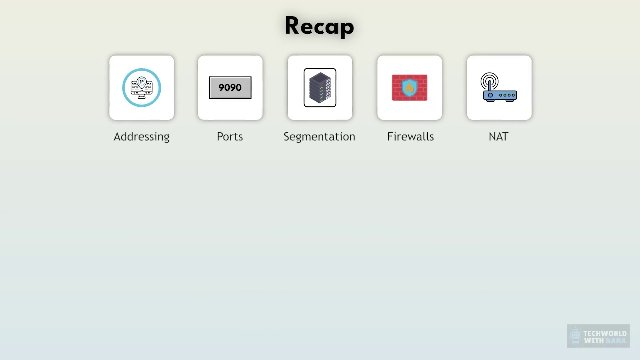 Recap
9090
Addressing
Ports
Segmentation
Firewalls
NAT
TECHWORLD
WITH NANA